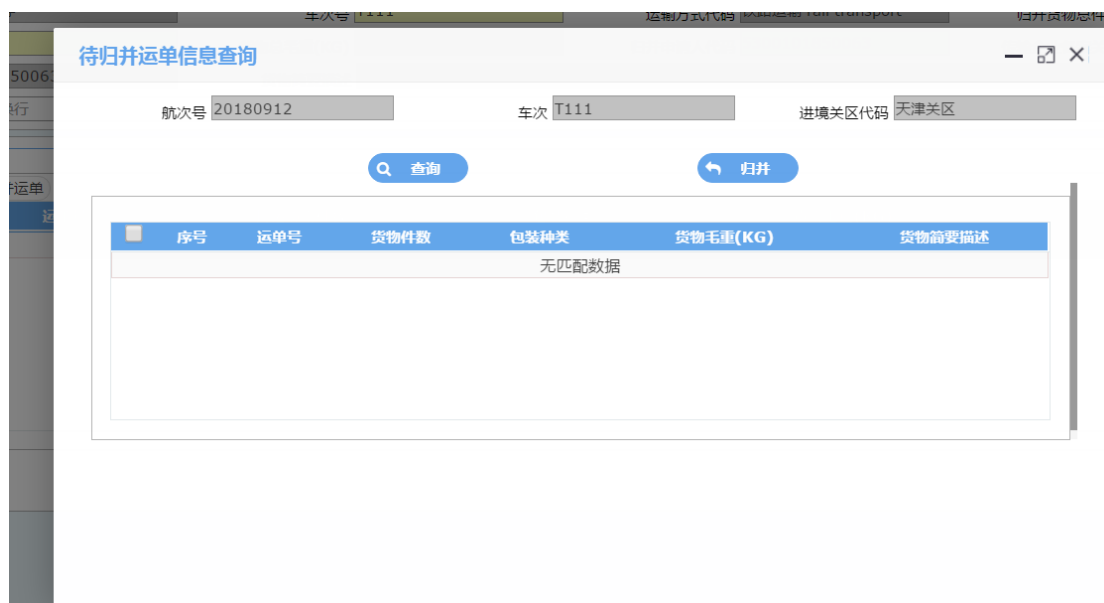 车次号 T111 运输方式代码 铁路运输 rail transport 归并货物总件
待归并运单信息查询
5006
航次号 20180912 车次 T111 进境关区代码 天津关区
换行
查询 归并
并运单
序号 运单号 货物件数 包装种类 货物毛重(KG) 货物简要描述
无匹配数据